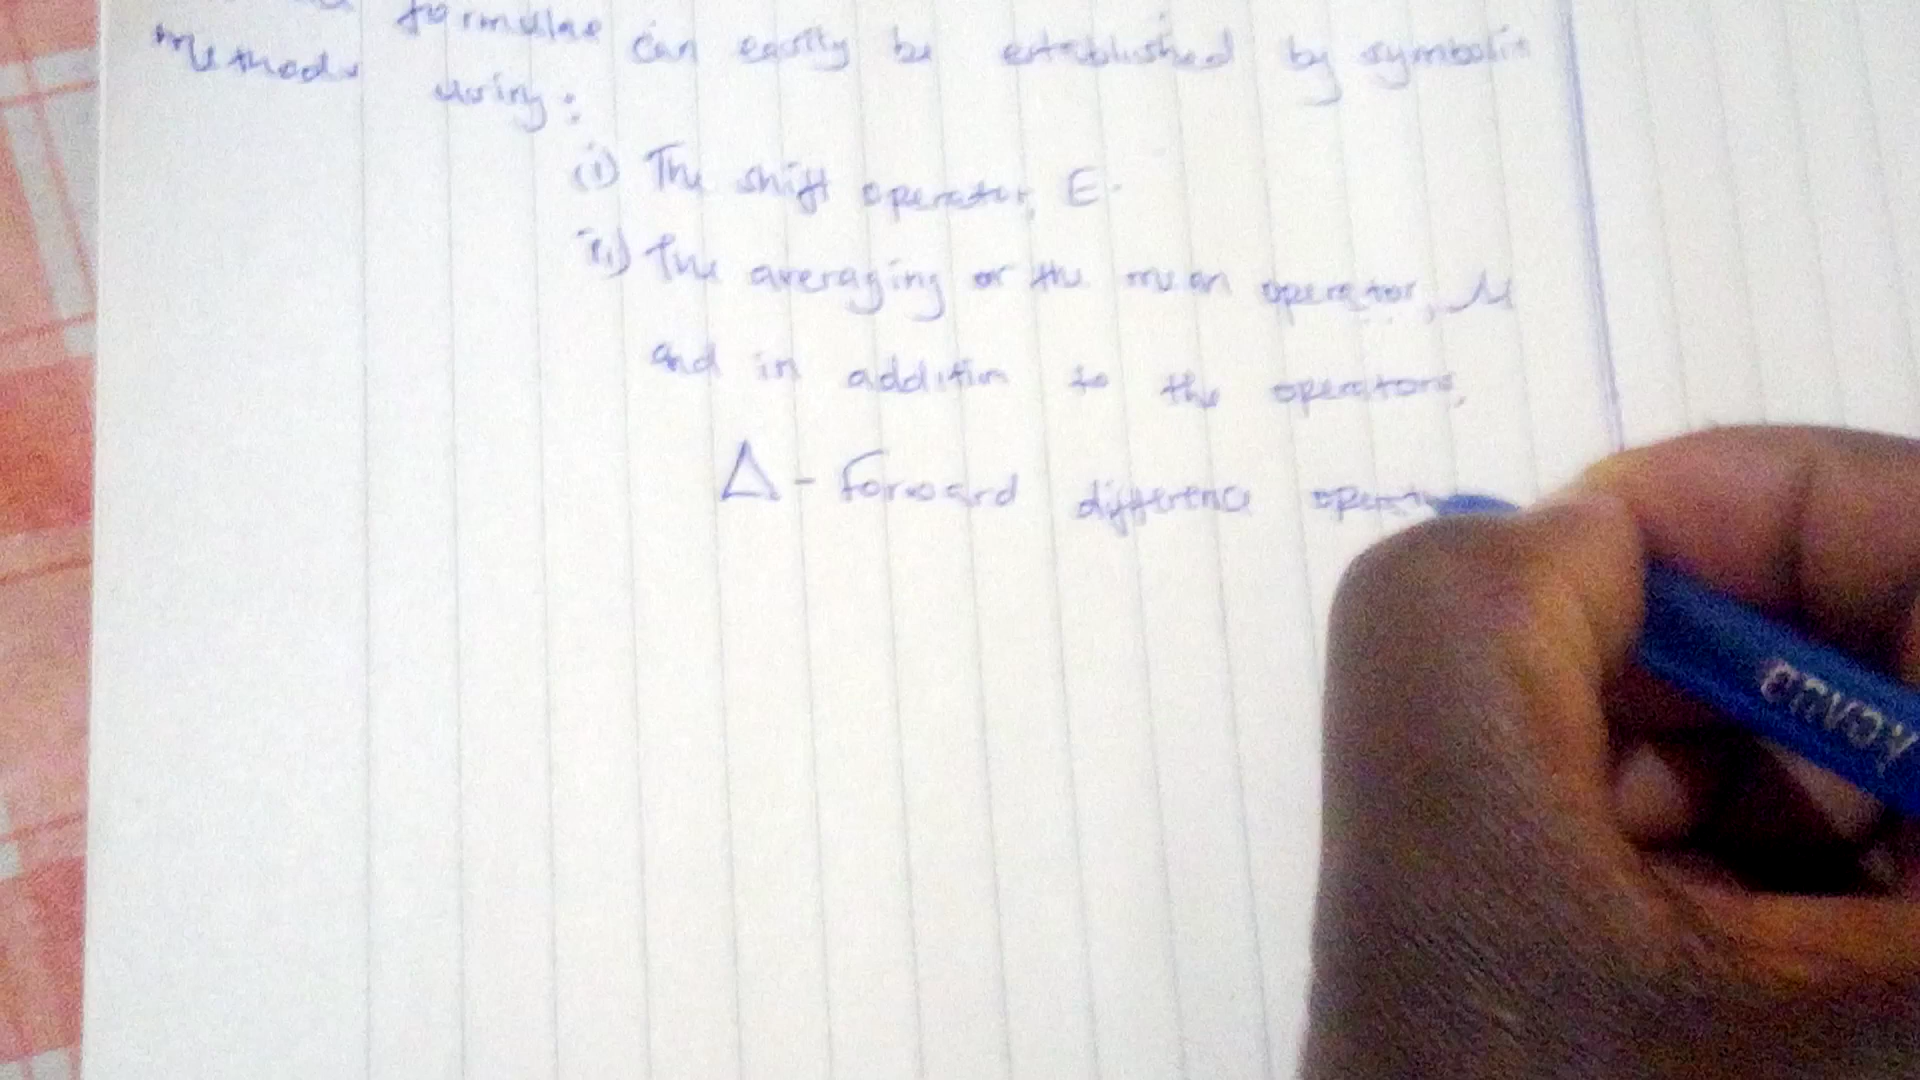 formulae can easily be established by symbolic
methods using:
(i) The shift operator, E.
ii) The averaging or the mean operator, μ
and in addition to the operators,
Δ - forward difference opera